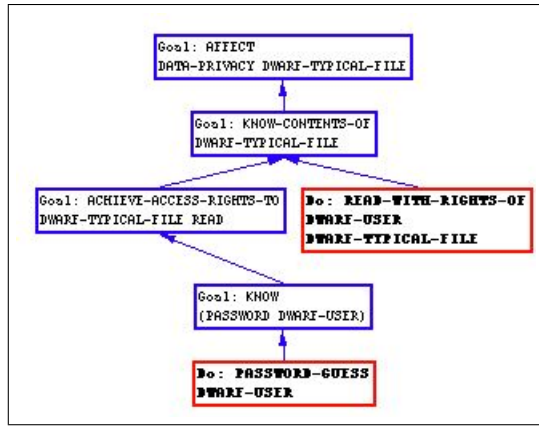 Goal: AFFECT
DATA-PRIVACY DWARF-TYPICAL-FILE
Goal: KNOW-CONTENTS-OF
DWARF-TYPICAL-FILE
Goal: ACHIEVE-ACCESS-RIGHTS-TO
DWARF-TYPICAL-FILE READ
Do: READ-WITH-RIGHTS-OF
DWARF-USER
DWARF-TYPICAL-FILE
Goal: KNOW
(PASSWORD DWARF-USER)
Do: PASSWORD-GUESS
DWARF-USER